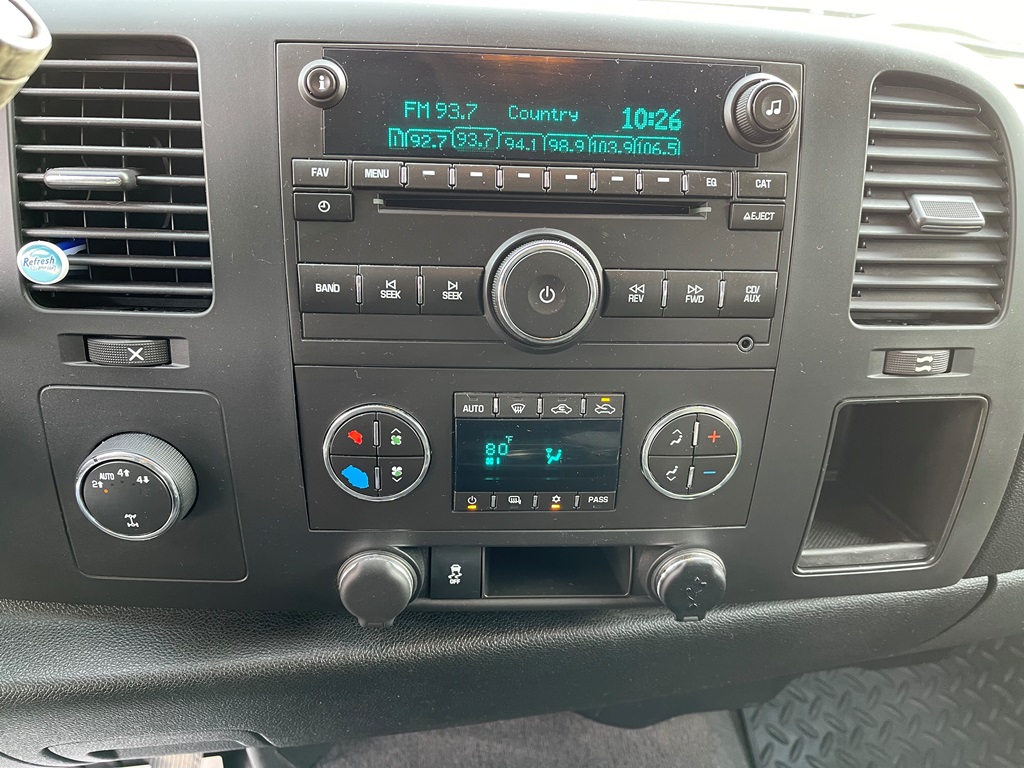 FM 93.7 Country 10:26
92.7 93.7 94.1 98.9 103.9 106.5
FAV MENU EQ CAT
EJECT
Refresh
BAND SEEK SEEK REV FWD CD/
AUX
AUTO
80°F
PASS
AUTO 4 4
2
OFF